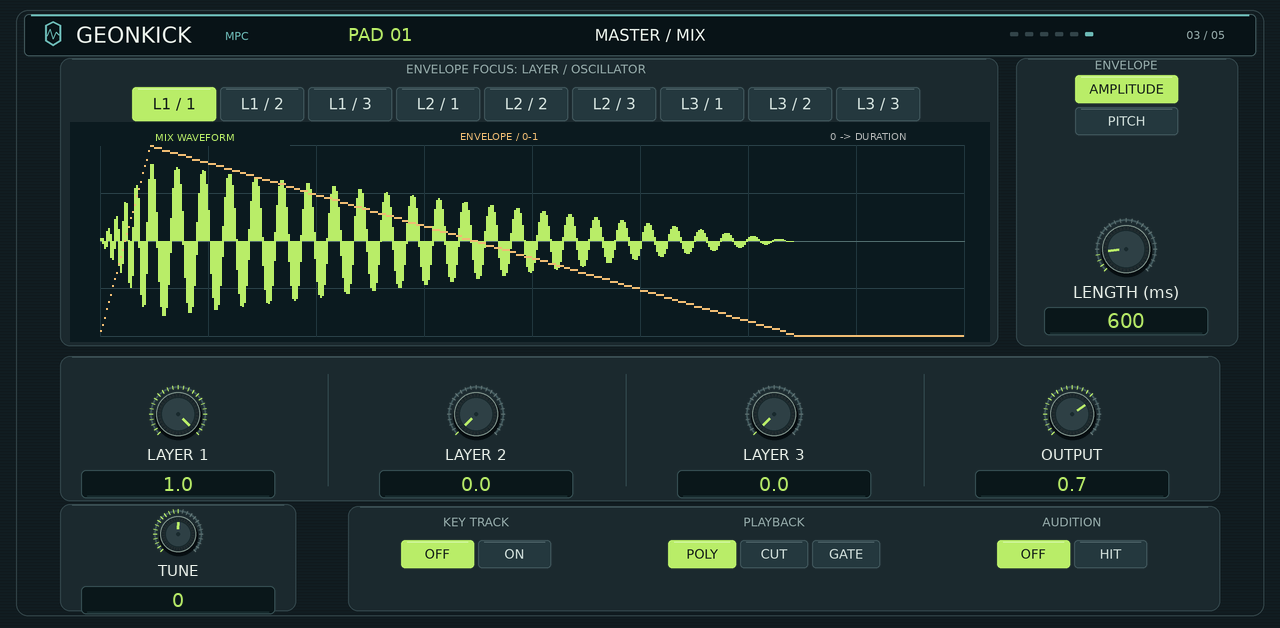 GEONKICK MPC PAD 01 MASTER / MIX 03 / 05
ENVELOPE FOCUS: LAYER / OSCILLATOR
L1 / 1 L1 / 2 L1 / 3 L2 / 1 L2 / 2 L2 / 3 L3 / 1 L3 / 2 L3 / 3
MIX WAVEFORM ENVELOPE / 0-1 0 -> DURATION
ENVELOPE
AMPLITUDE
PITCH
LENGTH (ms)
600
LAYER 1 LAYER 2 LAYER 3 OUTPUT
1.0 0.0 0.0 0.7
TUNE
0
KEY TRACK PLAYBACK AUDITION
OFF ON POLY CUT GATE OFF HIT